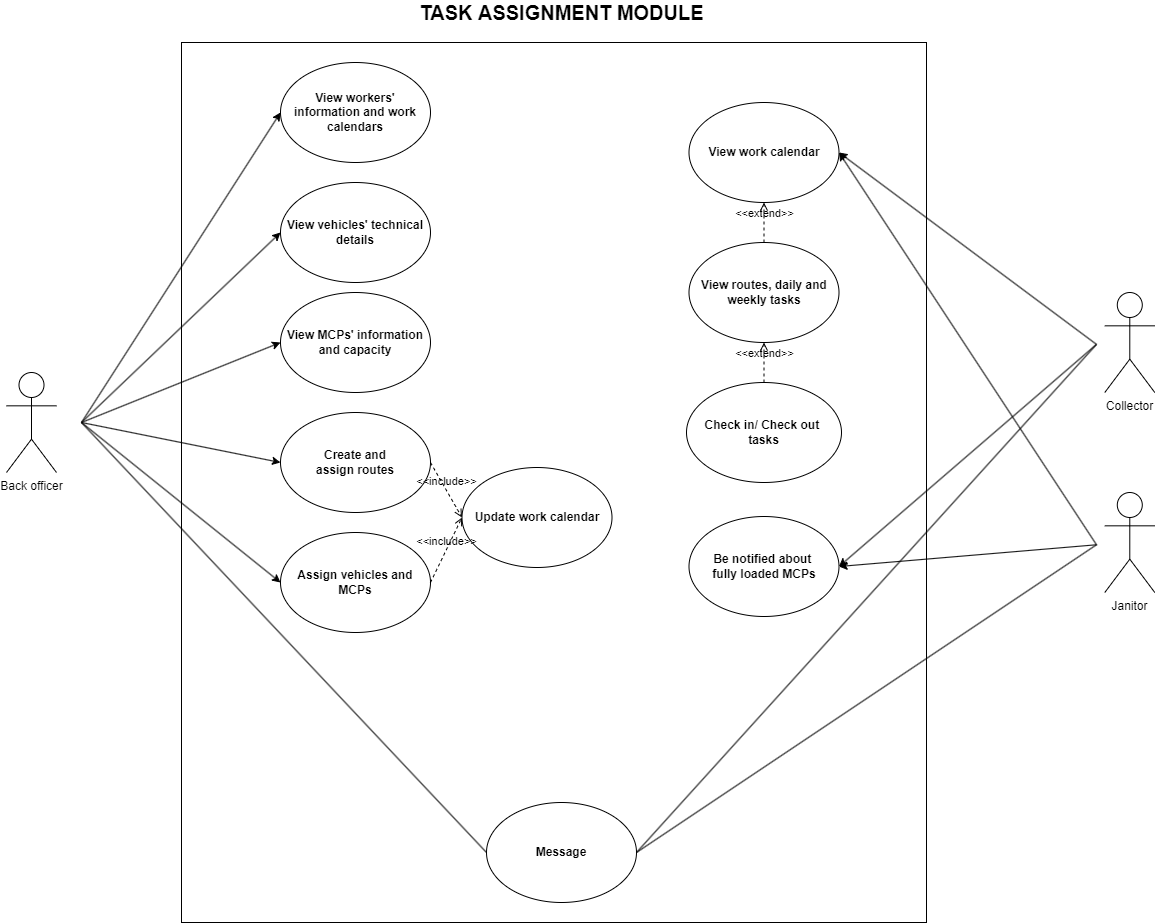 TASK ASSIGNMENT MODULE
View workers'
information and work
calendars
View vehicles' technical
details
View MCPs' information
and capacity
Create and
assign routes
Assign vehicles and
MCPs
<<include>>
<<include>>
Update work calendar
View work calendar
<<extend>>
View routes, daily and
weekly tasks
<<extend>>
Check in/ Check out
tasks
Be notified about
fully loaded MCPs
Message
Back officer
Collector
Janitor